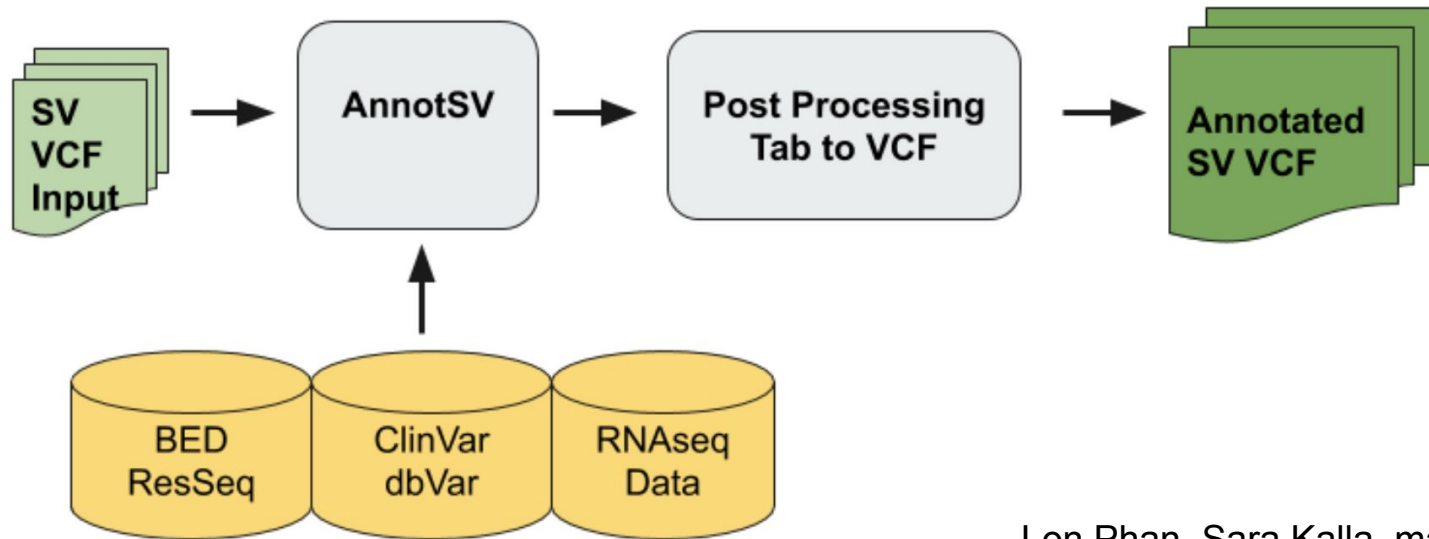 SV
VCF
Input
AnnotSV
Post Processing
Tab to VCF
Annotated
SV VCF
BED
ResSeq
ClinVar
dbVar
RNAseq
Data
Lon Phan, Sara Kalla,